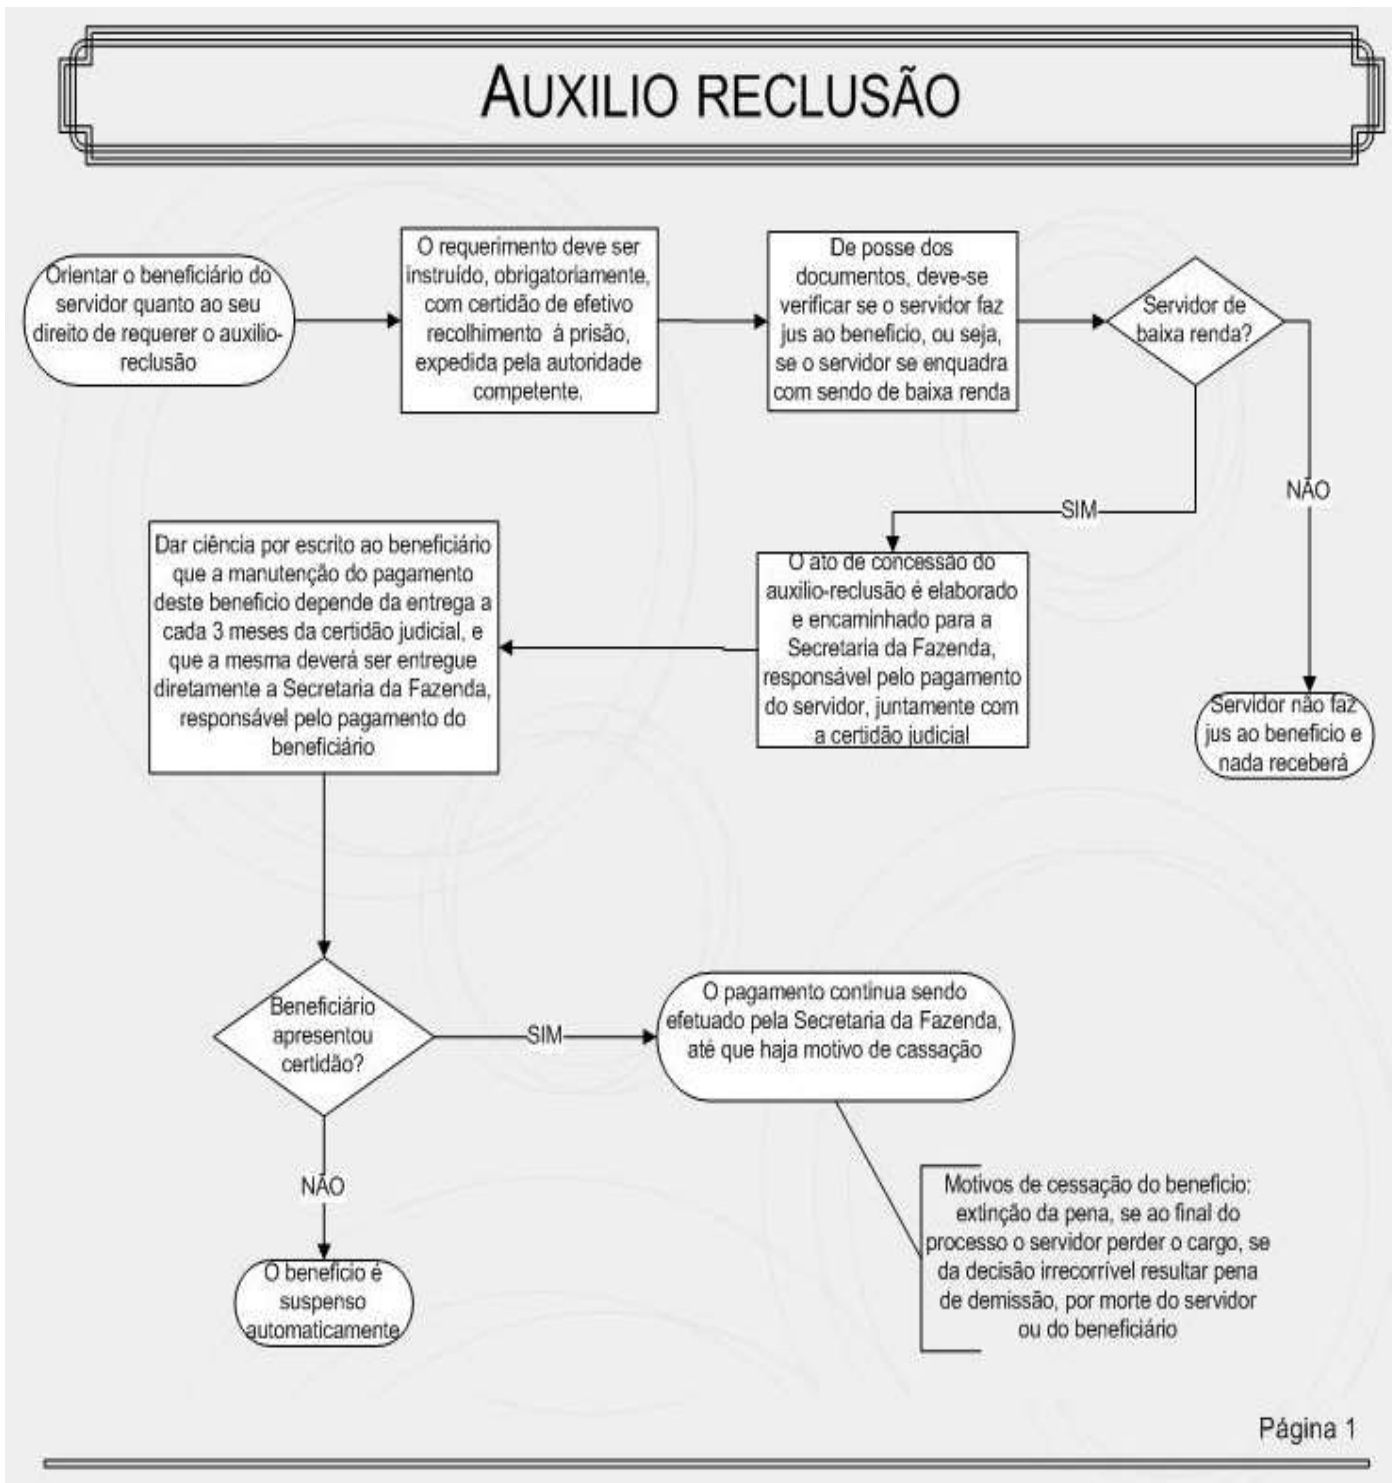 AUXILIO RECLUSÃO
Orientar o beneficiário do
servidor quanto ao seu
direito de requerer o auxilio-
reclusão
O requerimento deve ser
instruído, obrigatoriamente,
com certidão de efetivo
recolhimento á prisão,
expedida pela autoridade
competente.
De posse dos
documentos, deve-se
verificar se o servidor faz
jus ao beneficio, ou seja,
se o servidor se enquadra
com sendo de baixa renda
Servidor de
baixa renda?
SIM
NÃO
O ato de concessão do
auxilio-reclusão é elaborado
e encaminhado para a
Secretaria da Fazenda,
responsável pelo pagamento
do servidor, juntamente com
a certidão judicial
Servidor não faz
jus ao beneficio e
nada receberá
Dar ciência por escrito ao beneficiário
que a manutenção do pagamento
deste beneficio depende da entrega a
cada 3 meses da certidão judicial, e
que a mesma deverá ser entregue
diretamente a Secretaria da Fazenda,
responsável pelo pagamento do
beneficiário
Beneficiário
apresentou
certidão?
SIM
O pagamento continua sendo
efetuado pela Secretaria da Fazenda,
até que haja motivo de cassação
NÃO
O beneficio é
suspenso
automaticamente
Motivos de cessação do beneficio:
extinção da pena, se ao final do
processo o servidor perder o cargo, se
da decisão irrecorrível resultar pena
de demissão, por morte do servidor
ou do beneficiário
Página 1